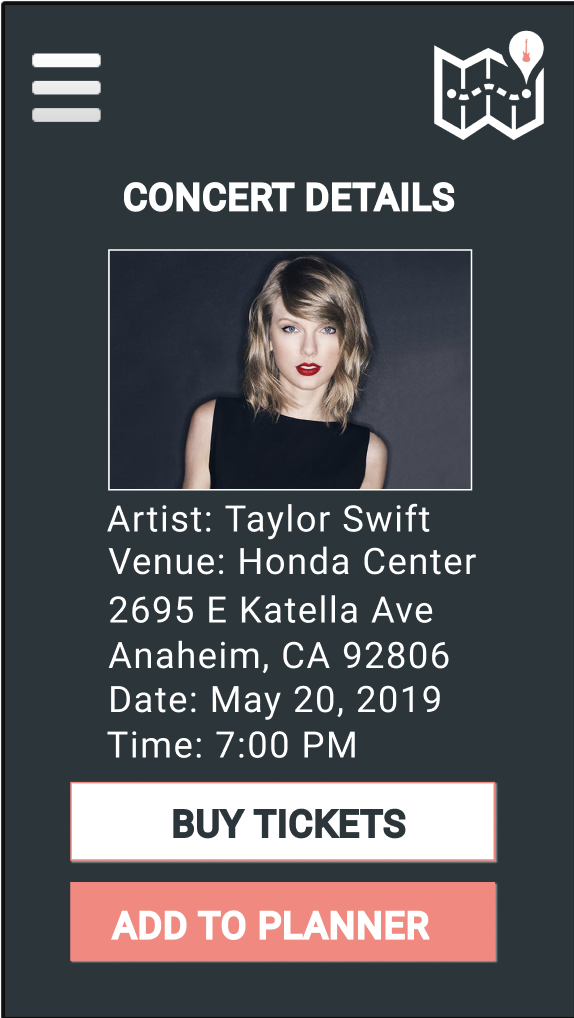 CONCERT DETAILS
Artist: Taylor Swift
Venue: Honda Center
2695 E Katella Ave
Anaheim, CA 92806
Date: May 20, 2019
Time: 7:00 PM
BUY TICKETS
ADD TO PLANNER